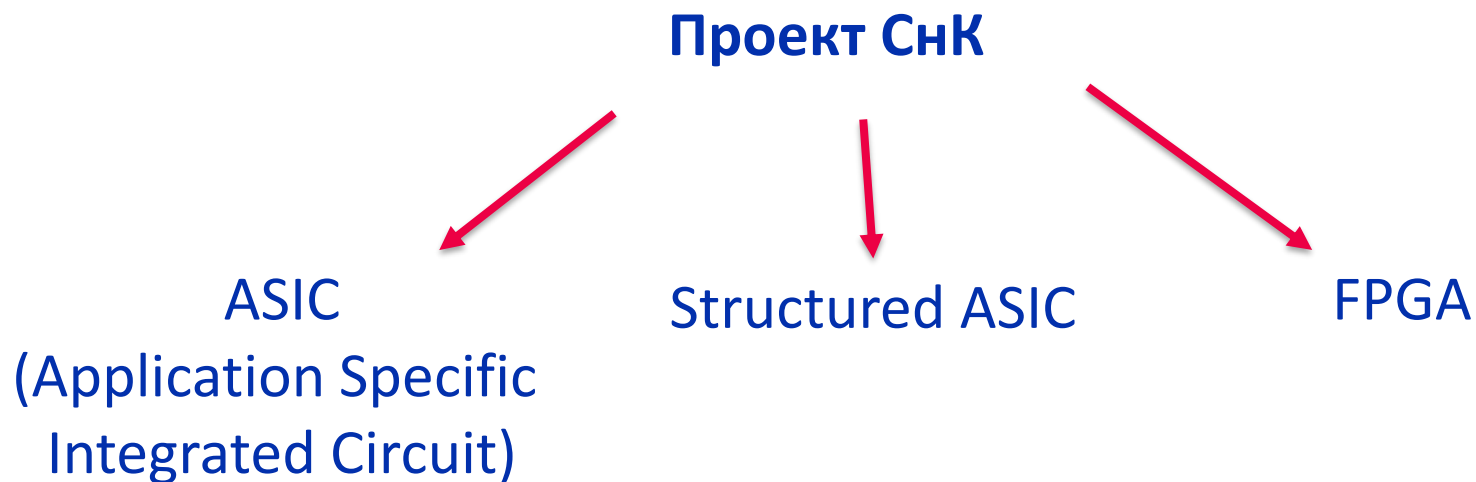 Проект СнК
ASIC
(Application Specific
Integrated Circuit)
Structured ASIC
FPGA